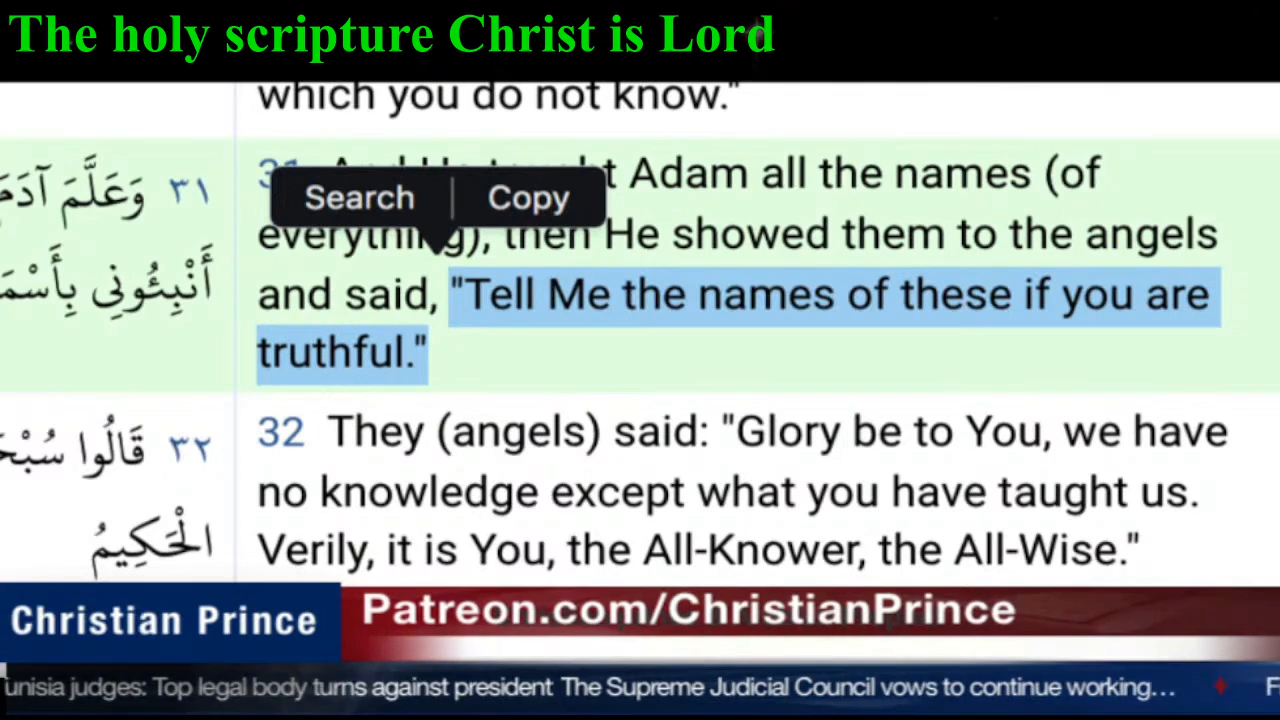 The holy scripture Christ is Lord
which you do not know."
Adam all the names (of
then He showed them to the angels
and said, "Tell Me the names of these if you are
truthful."
Search Copy
٣١ وَعَلَّمَ آدَمَ
أَنْبِئُونِي
32 They (angels) said: "Glory be to You, we have
no knowledge except what you have taught us.
Verily, it is You, the All-Knower, the All-Wise."
٣٢ قَالُوا
الْحَكِيمُ
Christian Prince
Patreon.com/ChristianPrince
unisia judges: Top legal body turns against president The Supreme Judicial Council vows to continue working... F